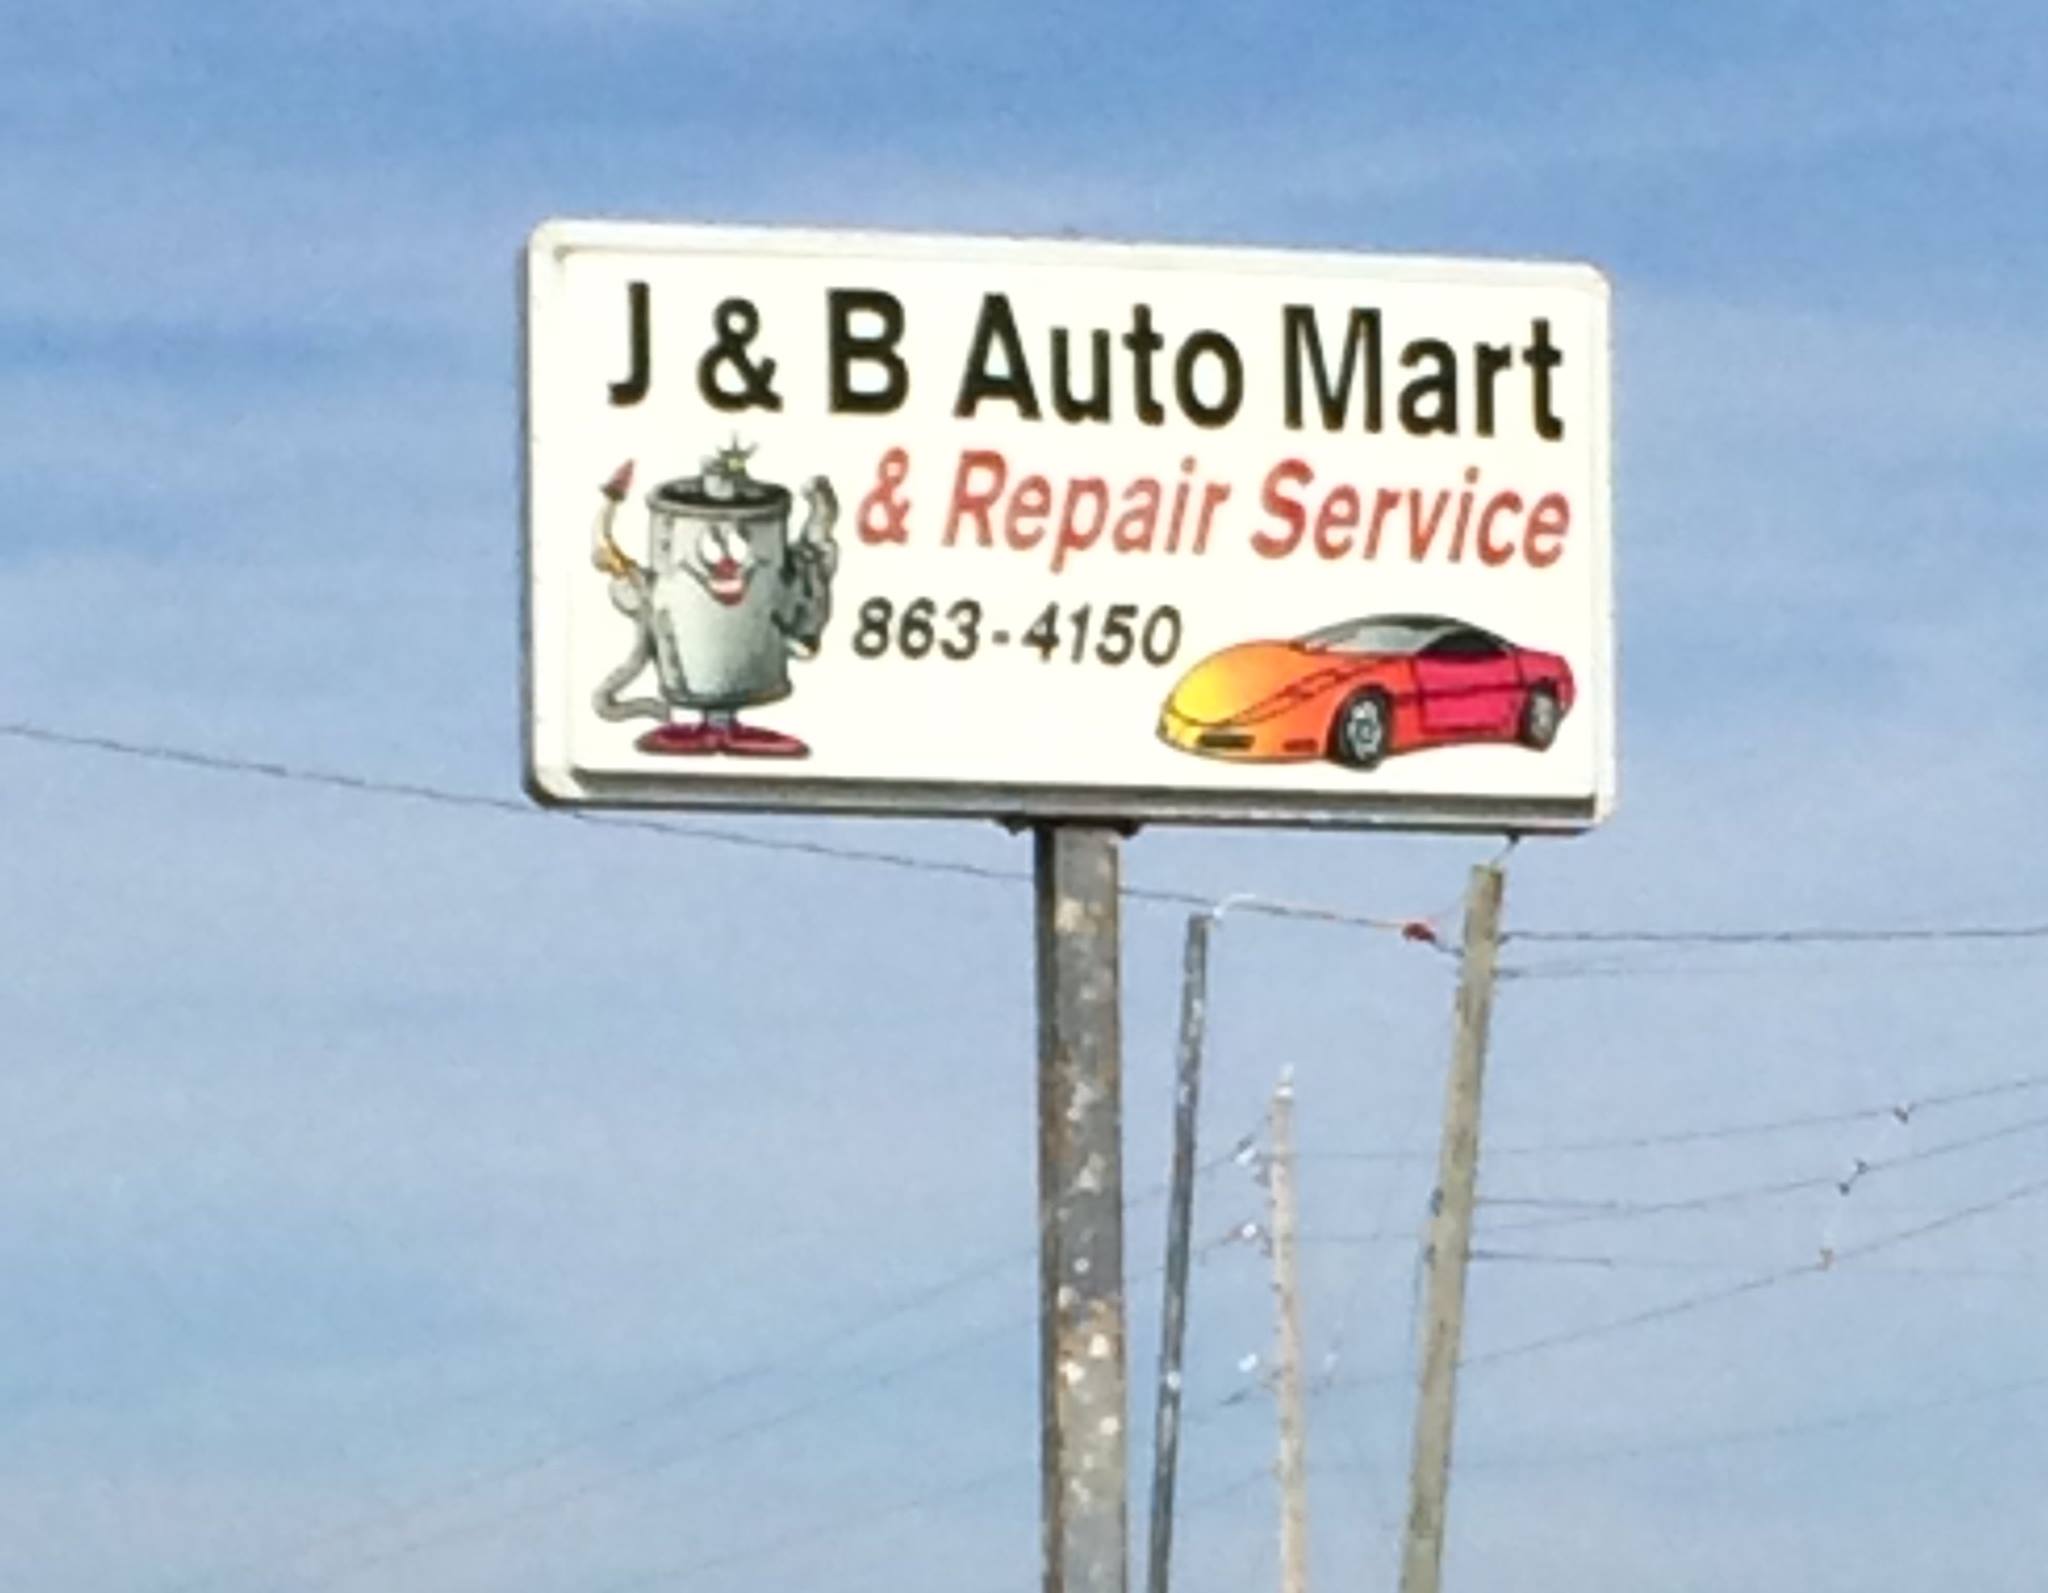 J & B Auto Mart
& Repair Service
863-4150